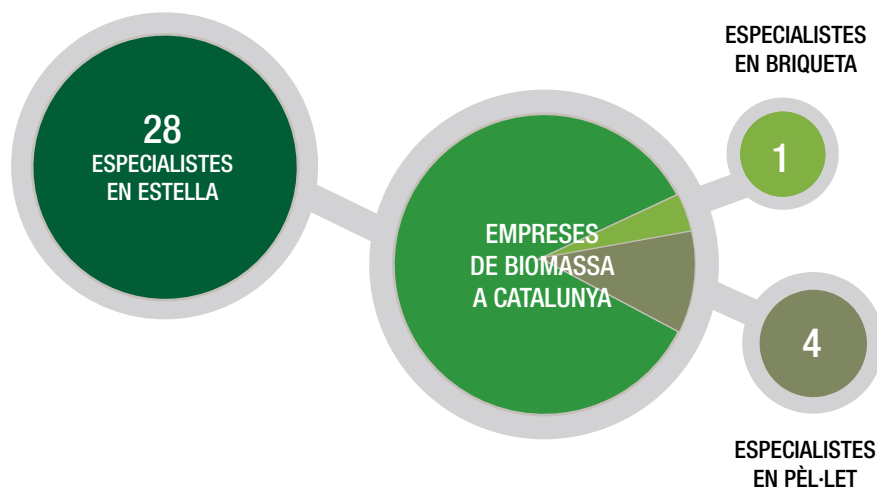 28
ESPECIALISTES
EN ESTELLA
EMPRESES
DE BIOMASSA
A CATALUNYA
ESPECIALISTES
EN BRIQUETA
1
4
ESPECIALISTES
EN PÈL·LET